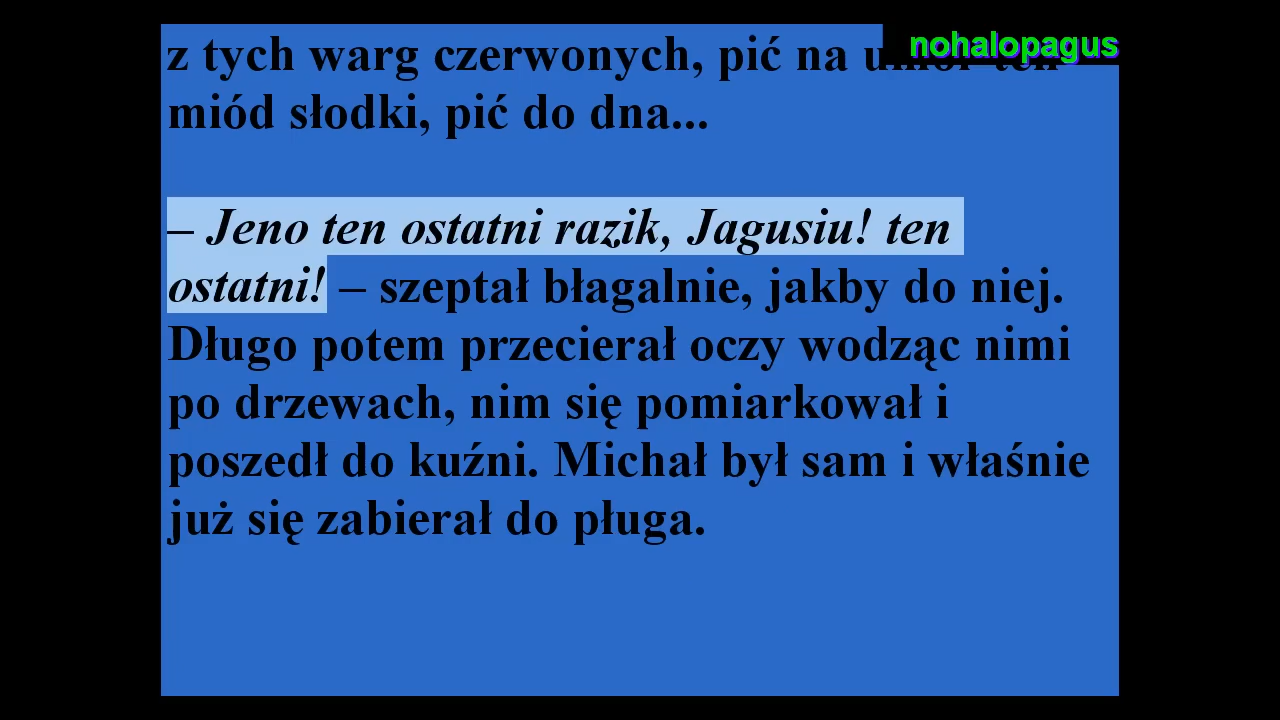 z tych warg czerwonych, pić na
nohalopagus
miód słodki, pić do dna...
– Jeno ten ostatni razik, Jagusiu! ten
ostatni! – szeptał błagalnie, jakby do niej.
Długo potem przecierał oczy wodząc nimi
po drzewach, nim się pomiarkował i
poszedł do kuźni. Michał był sam i właśnie
już się zabierał do pługa.